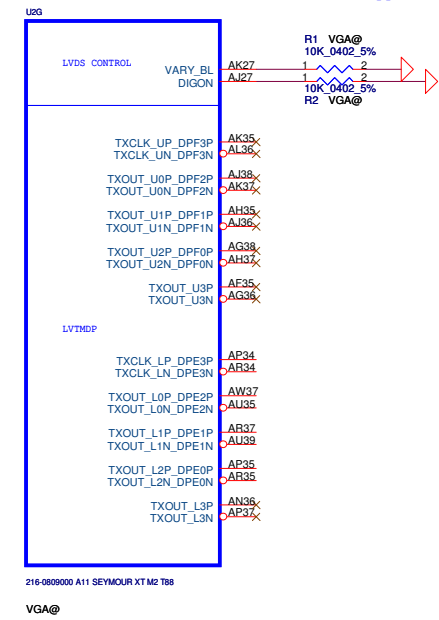 U2G
R1 VGA@
10K_0402_5%
LVDS CONTROL
VARY_BL AK27 1 2
DIGON AJ27 1 2
10K_0402_5%
R2 VGA@
TXCLK_UP_DPF3P AK35
TXCLK_UN_DPF3N AL36
TXOUT_U0P_DPF2P AJ38
TXOUT_U0N_DPF2N AK37
TXOUT_U1P_DPF1P AH35
TXOUT_U1N_DPF1N AJ36
TXOUT_U2P_DPF0P AG38
TXOUT_U2N_DPF0N AH37
TXOUT_U3P AF35
TXOUT_U3N AG36
LVTMDP
TXCLK_LP_DPE3P AP34
TXCLK_LN_DPE3N AR34
TXOUT_L0P_DPE2P AW37
TXOUT_L0N_DPE2N AU35
TXOUT_L1P_DPE1P AR37
TXOUT_L1N_DPE1N AU39
TXOUT_L2P_DPE0P AP35
TXOUT_L2N_DPE0N AR35
TXOUT_L3P AN36
TXOUT_L3N AP37
216-0809000 A11 SEYMOUR XT M2 T88
VGA@